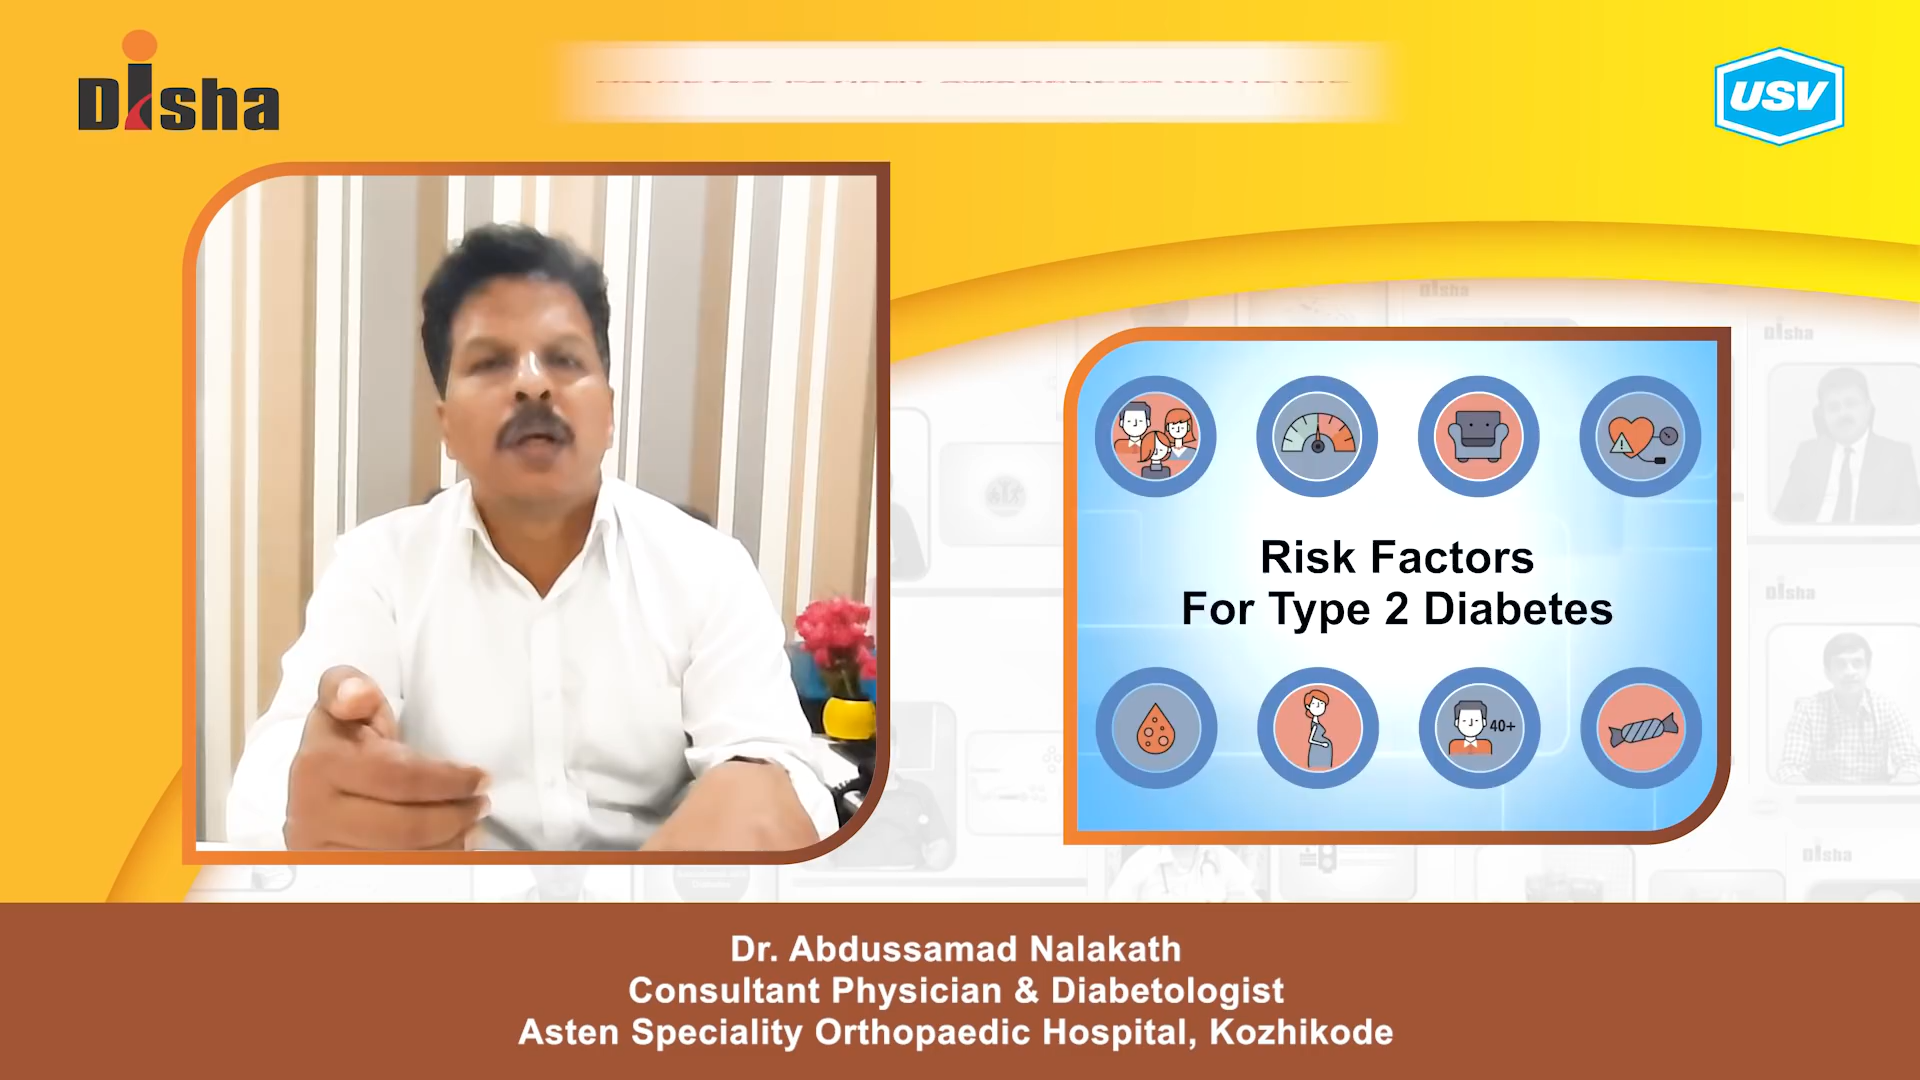 Disha
USV
Risk Factors
For Type 2 Diabetes
40+
Dr. Abdussamad Nalakath
Consultant Physician & Diabetologist
Asten Speciality Orthopaedic Hospital, Kozhikode